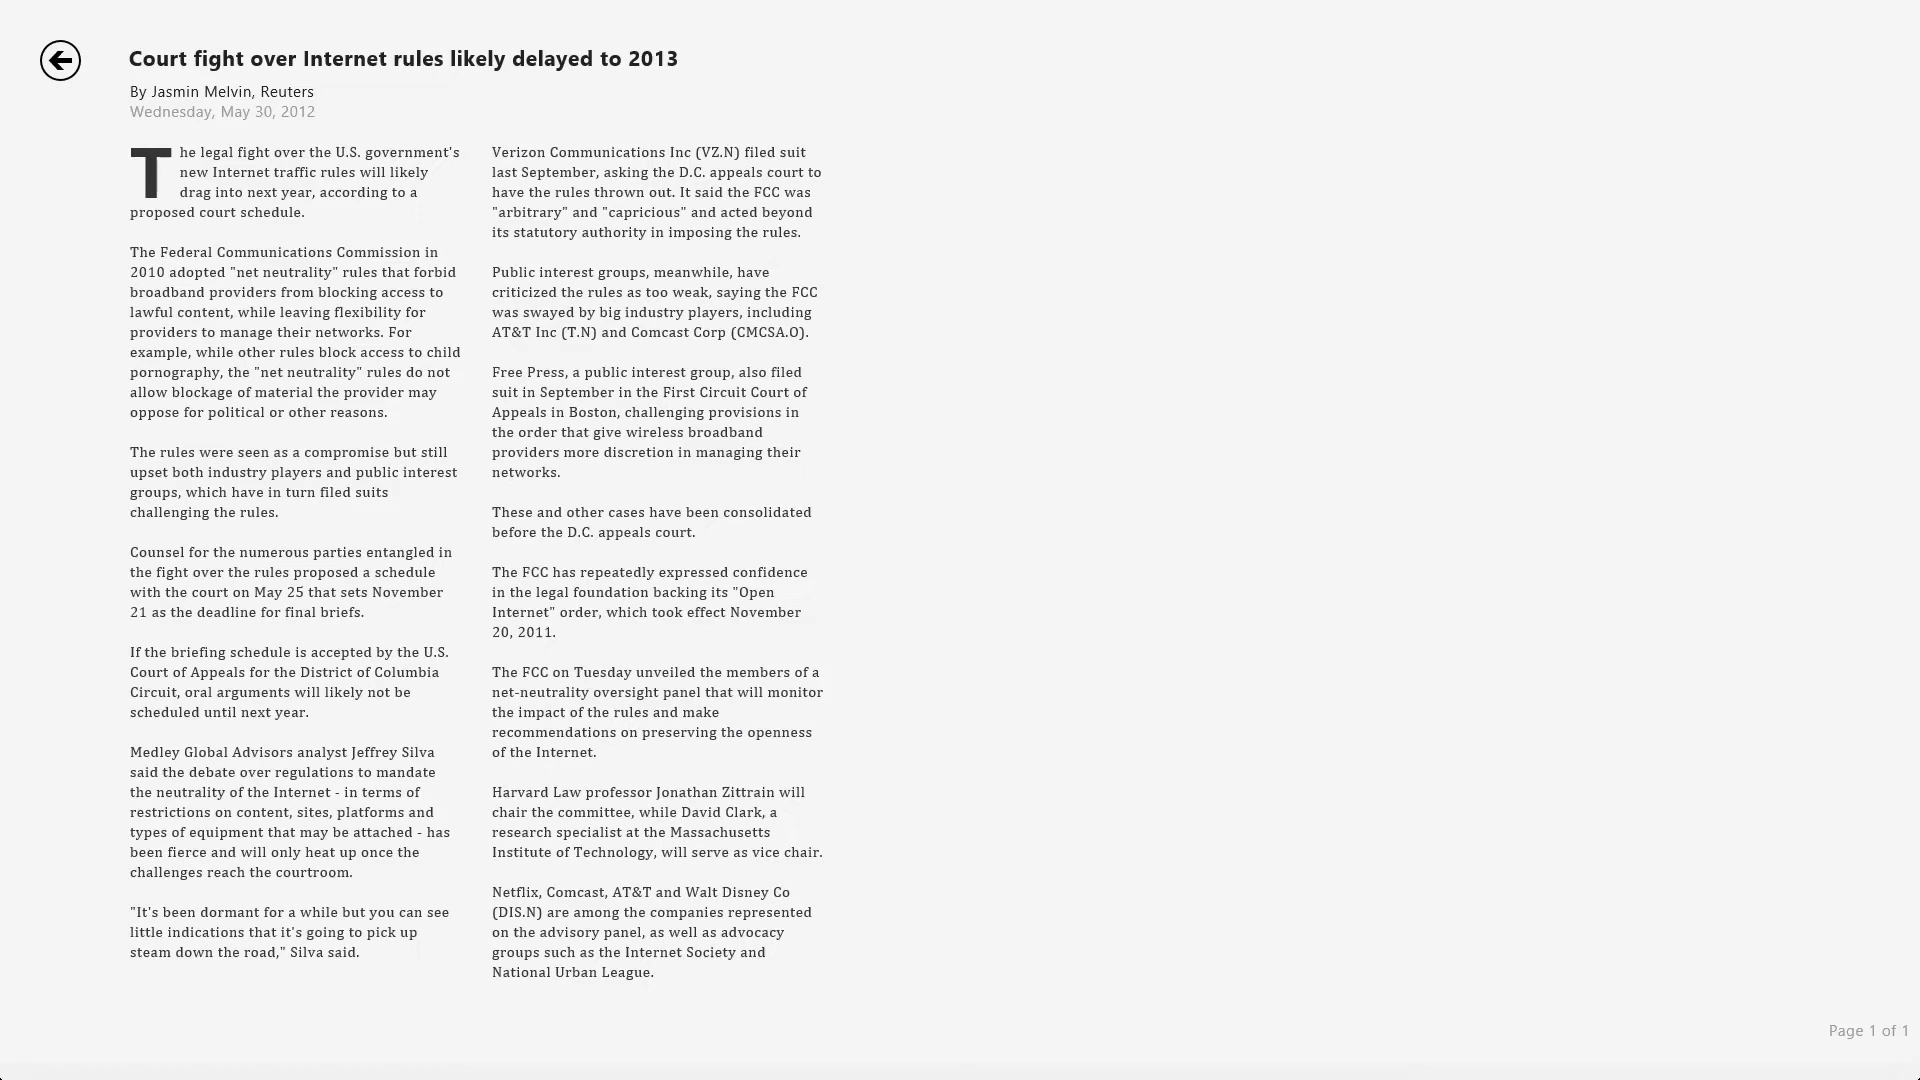 Court fight over Internet rules likely delayed to 2013
By Jasmin Melvin, Reuters
Wednesday, May 30, 2012
The legal fight over the U.S. government's
new Internet traffic rules will likely
drag into next year, according to a
proposed court schedule.
The Federal Communications Commission in
2010 adopted "net neutrality" rules that forbid
broadband providers from blocking access to
lawful content, while leaving flexibility for
providers to manage their networks. For
example, while other rules block access to child
pornography, the "net neutrality" rules do not
allow blockage of material the provider may
oppose for political or other reasons.
The rules were seen as a compromise but still
upset both industry players and public interest
groups, which have in turn filed suits
challenging the rules.
Counsel for the numerous parties entangled in
the fight over the rules proposed a schedule
with the court on May 25 that sets November
21 as the deadline for final briefs.
If the briefing schedule is accepted by the U.S.
Court of Appeals for the District of Columbia
Circuit, oral arguments will likely not be
scheduled until next year.
Medley Global Advisors analyst Jeffrey Silva
said the debate over regulations to mandate
the neutrality of the Internet - in terms of
restrictions on content, sites, platforms and
types of equipment that may be attached - has
been fierce and will only heat up once the
challenges reach the courtroom.
"It's been dormant for a while but you can see
little indications that it's going to pick up
steam down the road," Silva said.
Verizon Communications Inc (VZ.N) filed suit
last September, asking the D.C. appeals court to
have the rules thrown out. It said the FCC was
"arbitrary" and "capricious" and acted beyond
its statutory authority in imposing the rules.
Public interest groups, meanwhile, have
criticized the rules as too weak, saying the FCC
was swayed by big industry players, including
AT&T Inc (T.N) and Comcast Corp (CMCSA.O).
Free Press, a public interest group, also filed
suit in September in the First Circuit Court of
Appeals in Boston, challenging provisions in
the order that give wireless broadband
providers more discretion in managing their
networks.
These and other cases have been consolidated
before the D.C. appeals court.
The FCC has repeatedly expressed confidence
in the legal foundation backing its "Open
Internet" order, which took effect November
20, 2011.
The FCC on Tuesday unveiled the members of a
net-neutrality oversight panel that will monitor
the impact of the rules and make
recommendations on preserving the openness
of the Internet.
Harvard Law professor Jonathan Zittrain will
chair the committee, while David Clark, a
research specialist at the Massachusetts
Institute of Technology, will serve as vice chair.
Netflix, Comcast, AT&T and Walt Disney Co
(DIS.N) are among the companies represented
on the advisory panel, as well as advocacy
groups such as the Internet Society and
National Urban League.
Page 1 of 1